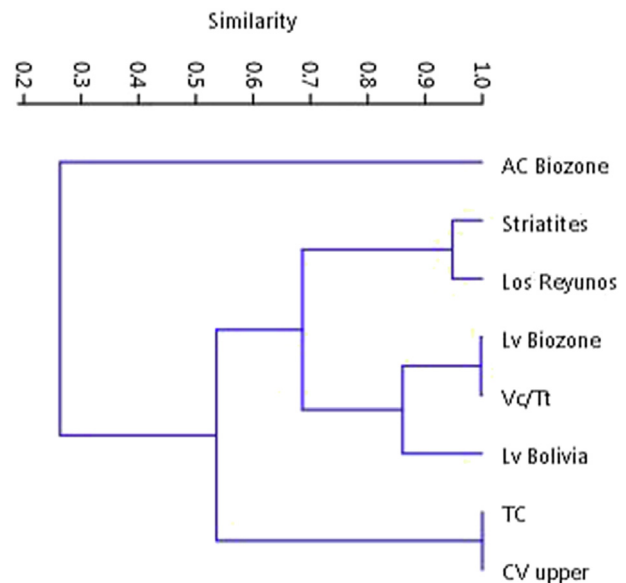 Similarity
0.2 0.3 0.4 0.5 0.6 0.7 0.8 0.9 1.0
AC Biozone
Striatites
Los Reyunos
Lv Biozone
Vc/Tt
Lv Bolivia
TC
CV upper